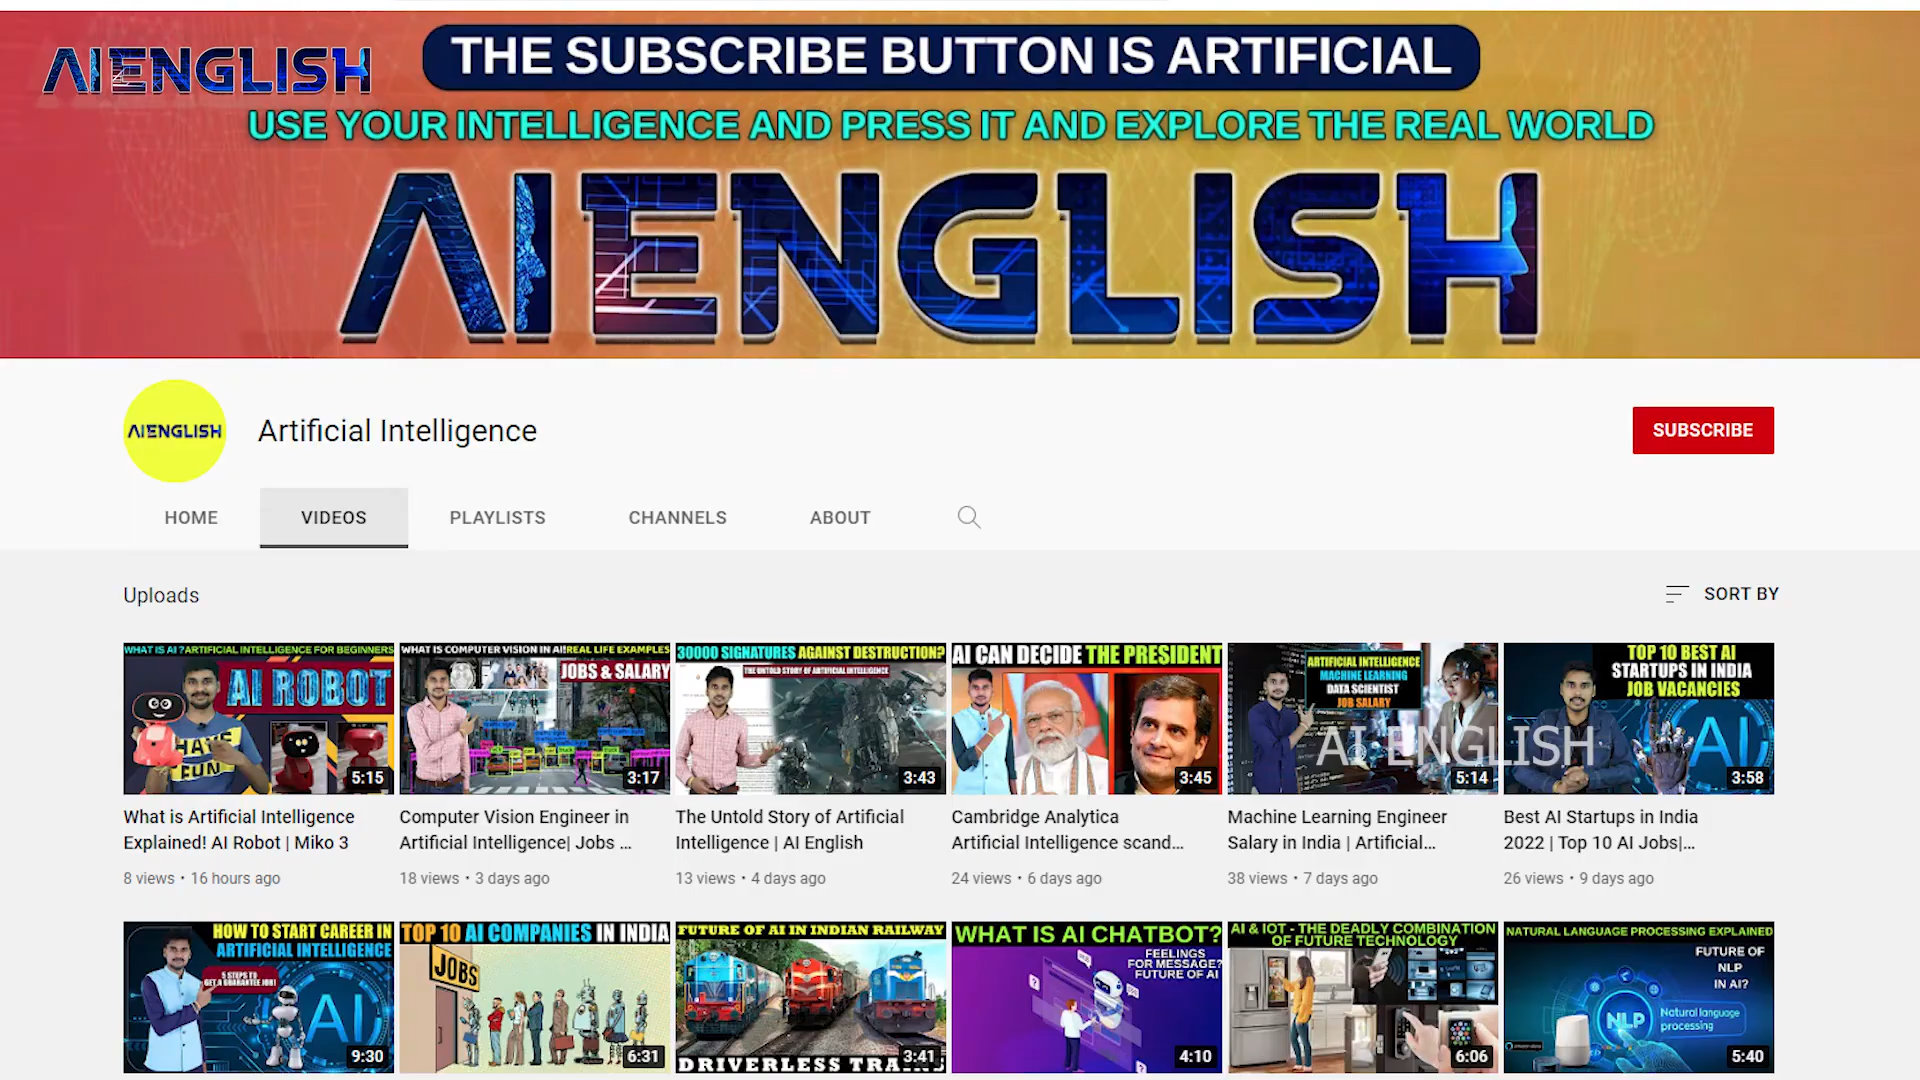 AIENGLISH
THE SUBSCRIBE BUTTON IS ARTIFICIAL
USE YOUR INTELLIGENCE AND PRESS IT AND EXPLORE THE REAL WORLD
AIENGLISH
AIENGLISH
Artificial Intelligence
SUBSCRIBE
HOME
VIDEOS
PLAYLISTS
CHANNELS
ABOUT
Uploads
SORT BY
WHAT IS AI ?ARTIFICIAL INTELLIGENCE FOR BEGINNERS
AI ROBOT
HAVE
FUN
5:15
WHAT IS COMPUTER VISION IN AI!REAL LIFE EXAMPLES
JOBS & SALARY
3:17
30000 SIGNATURES AGAINST DESTRUCTION?
THE UNTOLD STORY OF ARTIFICIAL INTELLIGENCE
3:43
AI CAN DECIDE THE PRESIDENT
3:45
ARTIFICIAL INTELLIGENCE
MACHINE LEARNING
DATA SCIENTIST
JOB SALARY
5:14
AI ENGLISH
TOP 10 BEST AI
STARTUPS IN INDIA
JOB VACANCIES
AI
3:58
What is Artificial Intelligence
Explained! AI Robot | Miko 3
8 views • 16 hours ago
Computer Vision Engineer in
Artificial Intelligence| Jobs ...
18 views • 3 days ago
The Untold Story of Artificial
Intelligence | AI English
13 views • 4 days ago
Cambridge Analytica
Artificial Intelligence scand...
24 views • 6 days ago
Machine Learning Engineer
Salary in India | Artificial...
38 views • 7 days ago
Best AI Startups in India
2022 | Top 10 AI Jobs|...
26 views • 9 days ago
HOW TO START CAREER IN
ARTIFICIAL INTELLIGENCE
5 STEPS TO
GET A GUARANTEE JOB!
AI
9:30
TOP 10 AI COMPANIES IN INDIA
JOBS
6:31
FUTURE OF AI IN INDIAN RAILWAY
DRIVERLESS
3:41
WHAT IS AI CHATBOT?
FEELINGS
FOR MESSAGE?
FUTURE OF AI
4:10
AI & IOT - THE DEADLY COMBINATION
OF FUTURE TECHNOLOGY
6:06
NATURAL LANGUAGE PROCESSING EXPLAINED
FUTURE OF
NLP
IN AI?
NLP
Natural language
processing
5:40